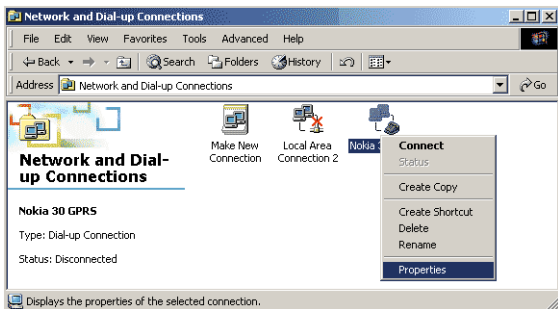 Network and Dial-up Connections
File Edit View Favorites Tools Advanced Help
Back Search Folders History
Address Network and Dial-up Connections Go
Make New Connection
Local Area Connection 2
Nokia
Network and Dial-
up Connections
Nokia 30 GPRS
Type: Dial-up Connection
Status: Disconnected
Connect
Status
Create Copy
Create Shortcut
Delete
Rename
Properties
Displays the properties of the selected connection.